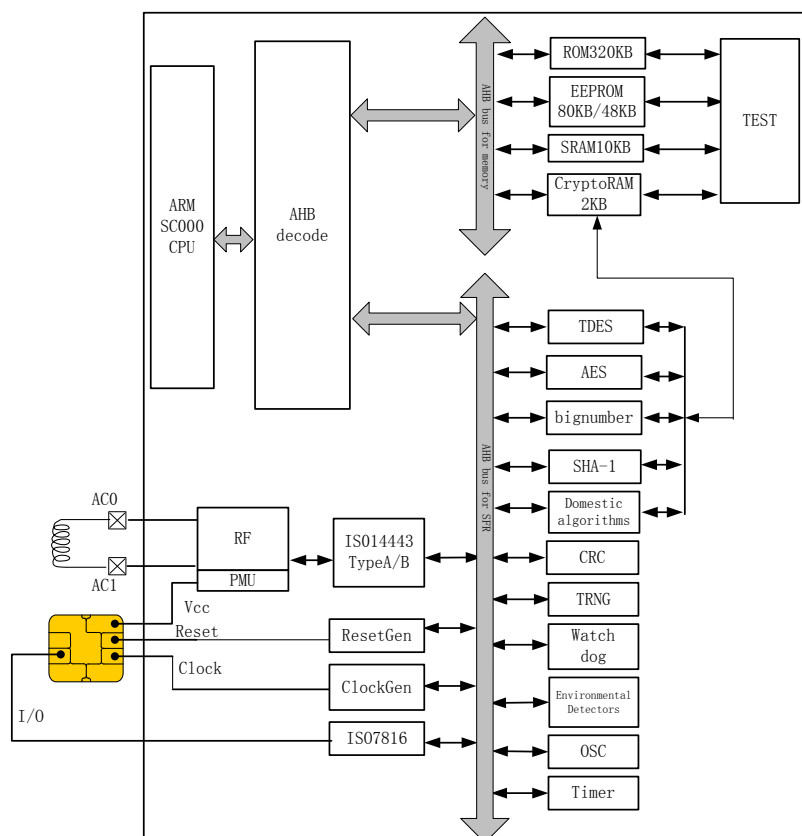 ROM320KB
EEPROM
80KB/48KB
SRAM10KB
CryptoRAM
2KB
TEST
AHB bus for memory
ARM
SC000
CPU
AHB
decode
TDES
AES
bignumber
SHA-1
Domestic
algorithms
AHB bus for SFR
CRC
TRNG
Watch
dog
Environmental
Detectors
OSC
Timer
AC0
AC1
RF
PMU
ISO14443
TypeA/B
Vcc
Reset
ResetGen
Clock
ClockGen
I/O
ISO7816